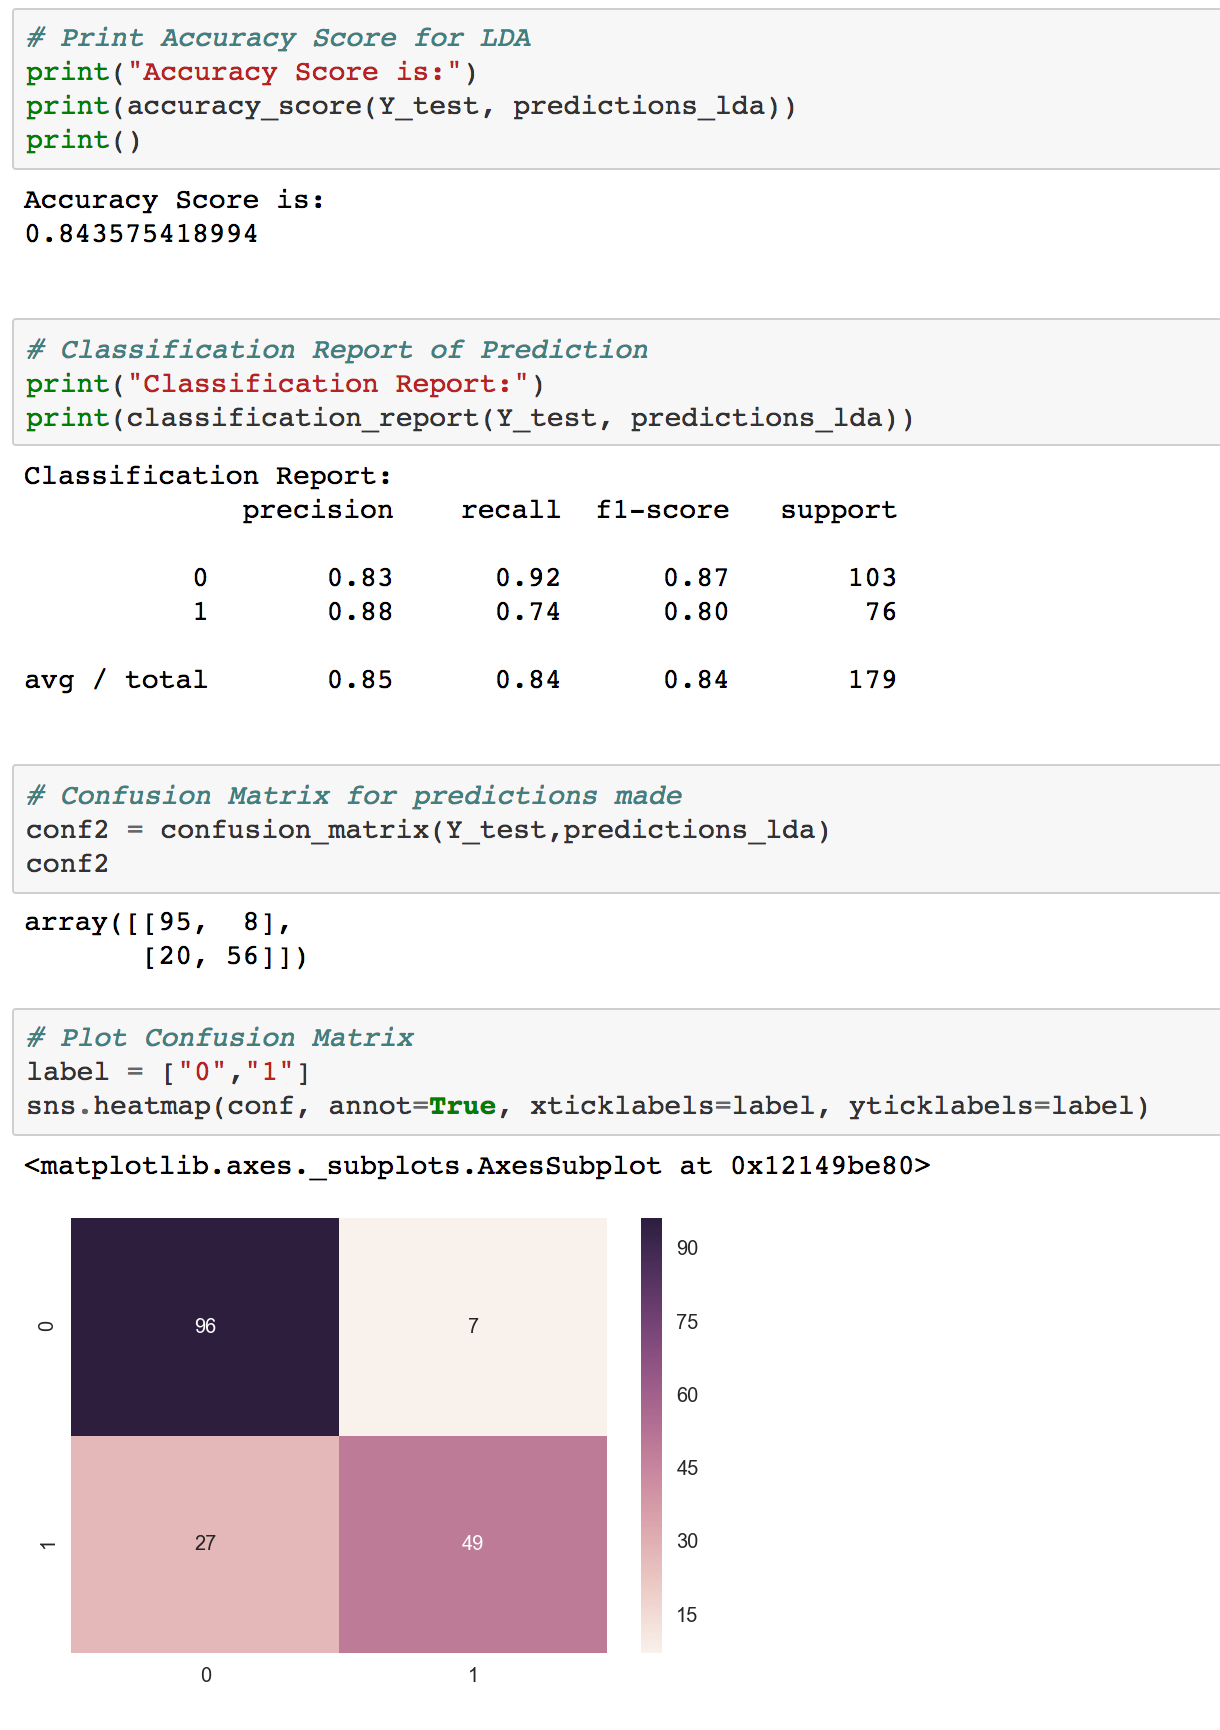 # Print Accuracy Score for LDA
print("Accuracy Score is:")
print(accuracy_score(Y_test, predictions_lda))
print()
Accuracy Score is:
0.843575418994
# Classification Report of Prediction
print("Classification Report:")
print(classification_report(Y_test, predictions_lda))
Classification Report:
precision recall f1-score support
0 0.83 0.92 0.87 103
1 0.88 0.74 0.80 76
avg / total 0.85 0.84 0.84 179
# Confusion Matrix for predictions made
conf2 = confusion_matrix(Y_test,predictions_lda)
conf2
array([[95, 8],
[20, 56]])
# Plot Confusion Matrix
label = ["0","1"]
sns.heatmap(conf, annot=True, xticklabels=label, yticklabels=label)
<matplotlib.axes._subplots.AxesSubplot at 0x12149be80>
90
0 96 7
75
60
45
1 27 49
30
15
0 1